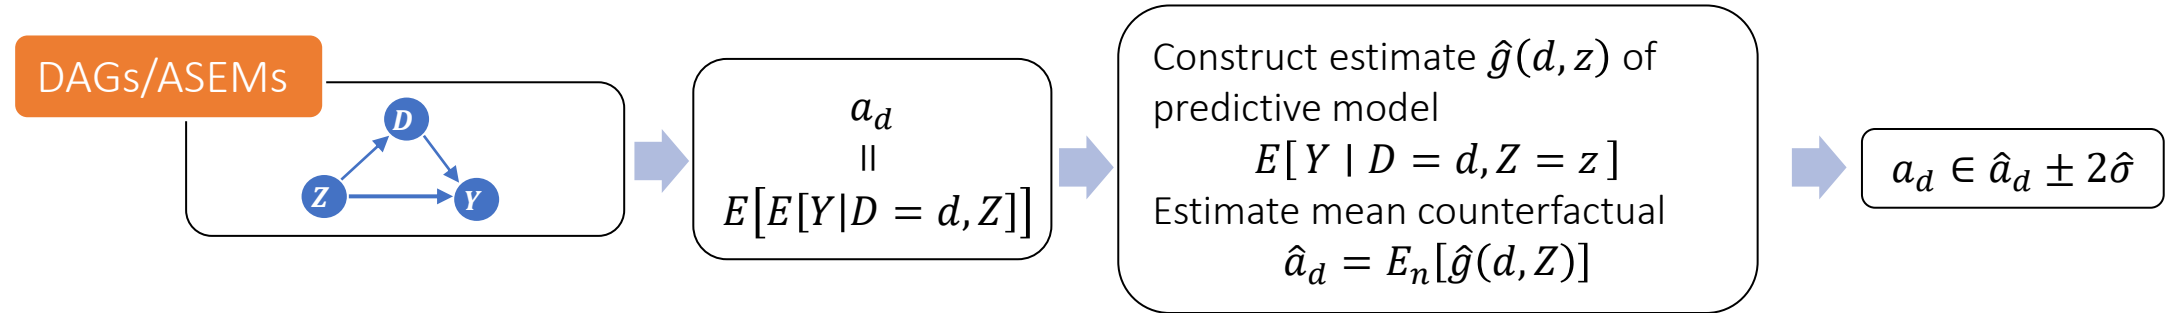 DAGs/ASEMs
D
Z
Y
a_d
=
E[E[Y|D = d, Z]]
Construct estimate ĝ(d, z) of
predictive model
E[ Y | D = d, Z = z ]
Estimate mean counterfactual
â_d = E_n[ĝ(d, Z)]
a_d ∈ â_d ± 2σ̂